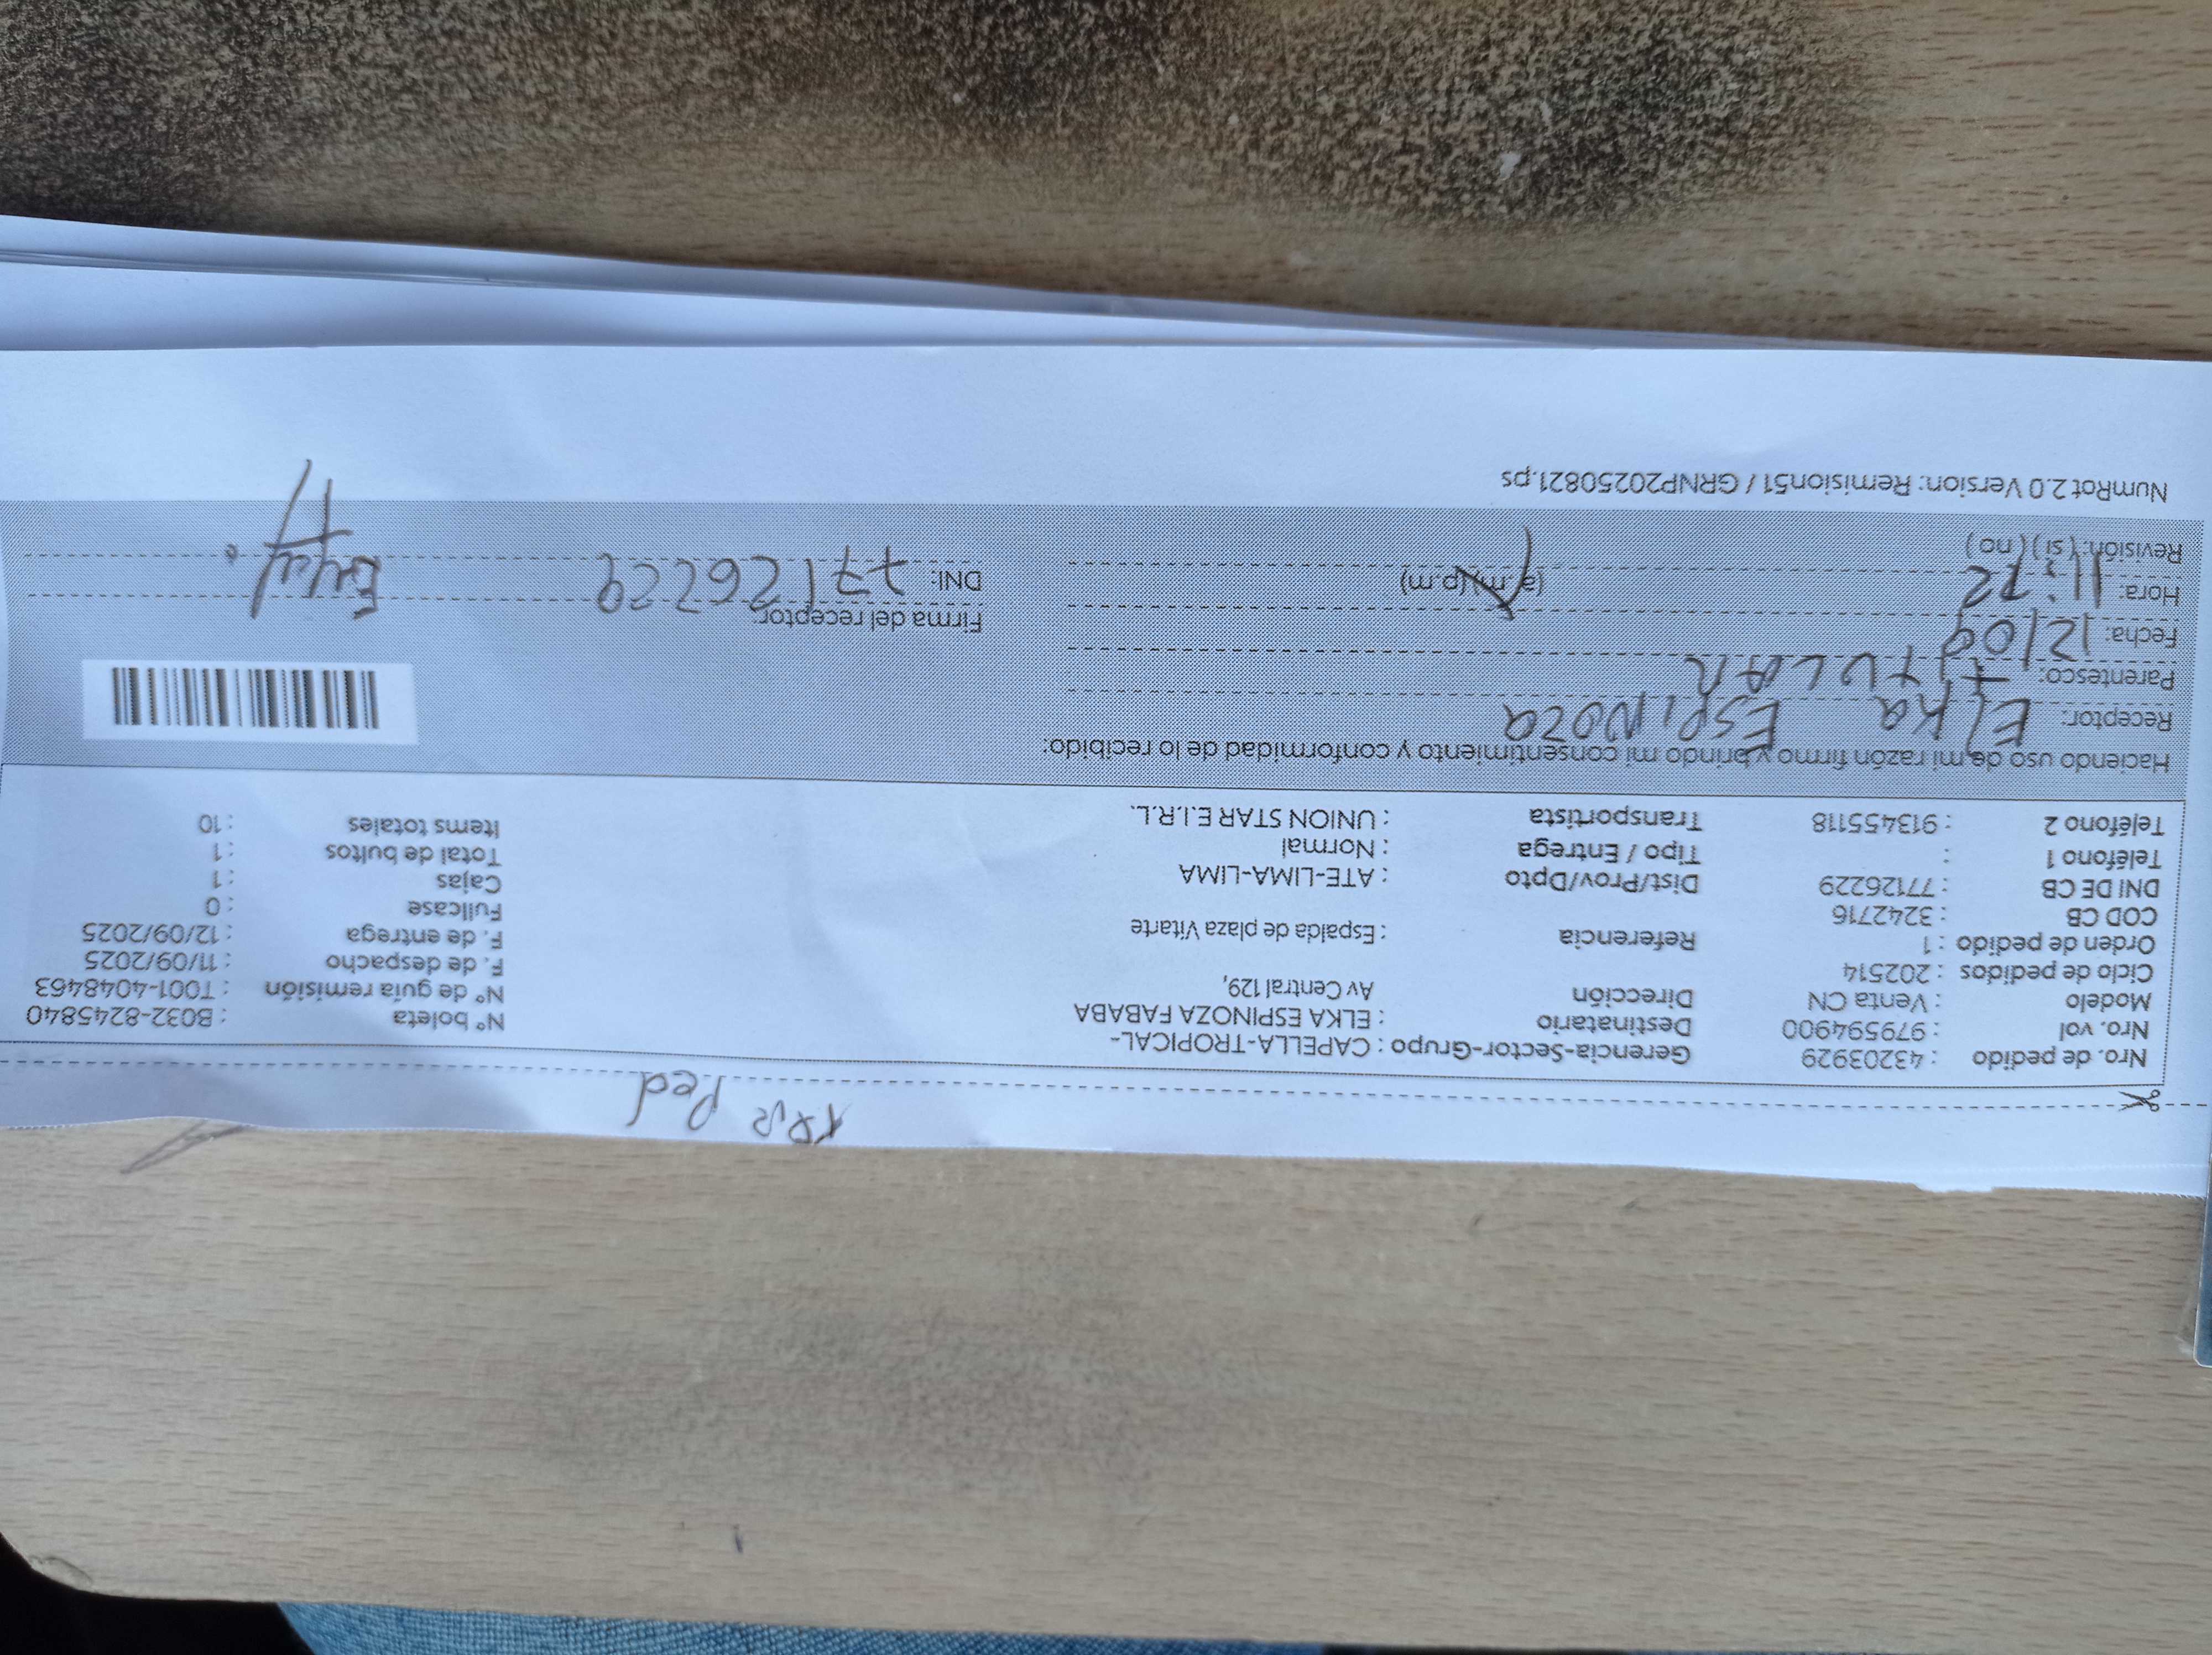 Ped
Nro. de pedido : 43203929 Gerencia-Sector-Grupo : CAPELLA-TROPICAL- Nº boleta : B032-8245840
Nro. vol : 979594900 Destinatario : ELKA ESPINOZA FABABA Nº de guía remisión : T001-4048463
Modelo : Venta CN Dirección Av Central 129, F. de despacho : 11/09/2025
Ciclo de pedidos : 202514 F. de entrega : 12/09/2025
Orden de pedido : 1 Referencia : Espalda de plaza Vitarte Fullcase : 0
COD CB : 3242716 Cajas : 1
DNI DE CB : 77126229 Dist/Prov/Dpto : ATE-LIMA-LIMA Total de bultos : 1
Teléfono 1 : Tipo / Entrega : Normal Items totales : 10
Teléfono 2 : 913455118 Transportista : UNION STAR E.I.R.L.
Haciendo uso de mi razón firmo y brindo mi consentimiento y conformidad de lo recibido:
Receptor: Elka Espinoza
Parentesco: titular
Fecha: 12/09 Firma del receptor:
Hora: 11:12 (a.m) (p.m) DNI: 77126229
Revisión: (si) (no)
NumRot 2.0 Version: Remision51 / GRNP20250821.ps